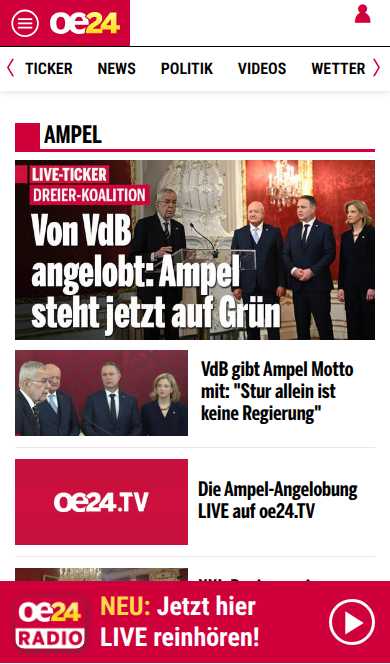 oe24
TICKER NEWS POLITIK VIDEOS WETTER
AMPEL
LIVE-TICKER
DREIER-KOALITION
Von VdB
angelobt: Ampel
steht jetzt auf Grün
VdB gibt Ampel Motto
mit: "Stur allein ist
keine Regierung"
oe24.TV
Die Ampel-Angelobung
LIVE auf oe24.TV
oe24
RADIO
NEU: Jetzt hier
LIVE reinhören!